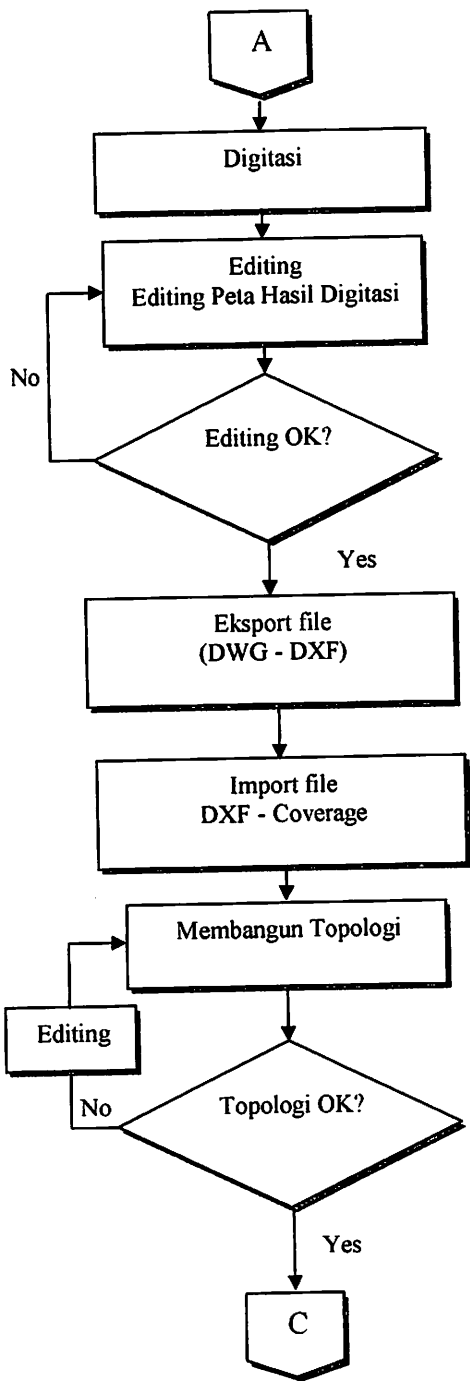 A
Digitasi
Editing
Editing Peta Hasil Digitasi
No
Editing OK?
Yes
Eksport file
(DWG - DXF)
Import file
DXF - Coverage
Membangun Topologi
Editing
No
Topologi OK?
Yes
C